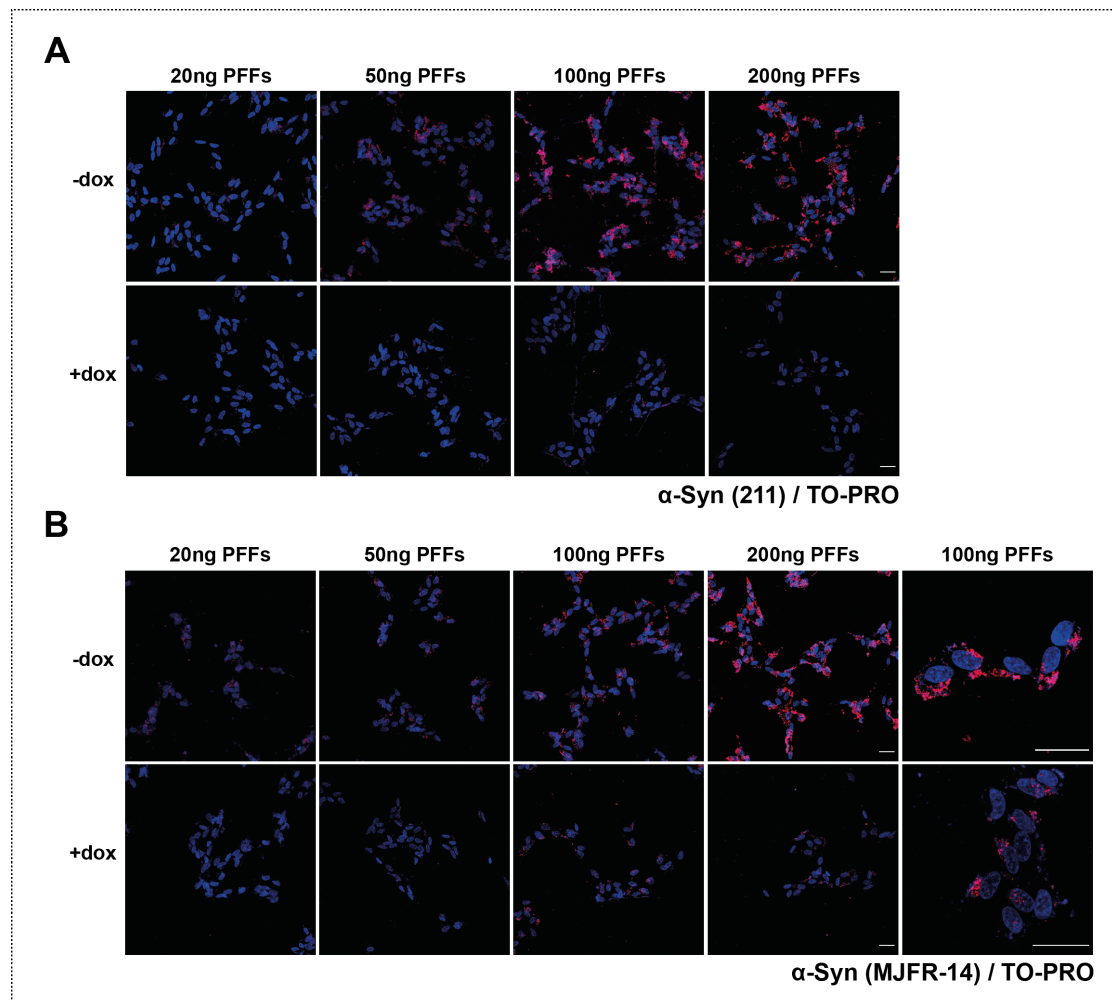 A
20ng PFFs 50ng PFFs 100ng PFFs 200ng PFFs
-dox
+dox
α-Syn (211) / TO-PRO
B
20ng PFFs 50ng PFFs 100ng PFFs 200ng PFFs 100ng PFFs
-dox
+dox
α-Syn (MJFR-14) / TO-PRO